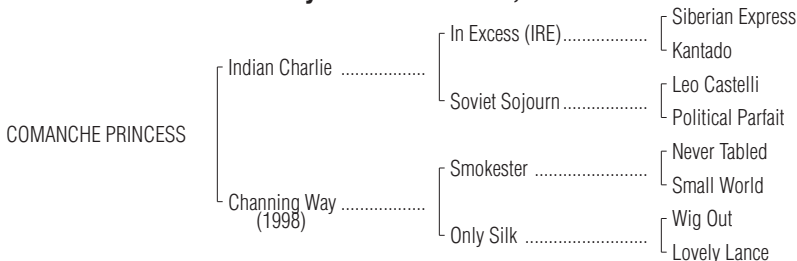 Siberian Express
In Excess (IRE)..................
Kantado
Indian Charlie ..................
Leo Castelli
Soviet Sojourn..................
Political Parfait
COMANCHE PRINCESS
Never Tabled
Smokester ........................
Small World
Channing Way ..................
(1998)
Wig Out
Only Silk ..........................
Lovely Lance